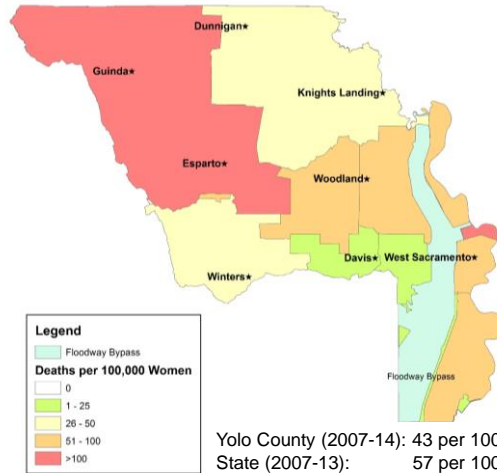 Dunnigan★
Guinda★
Knights Landing★
Esparto★
Woodland★
Davis★
West Sacramento★
Winters★
Legend
Floodway Bypass
Deaths per 100,000 Women
0
1 - 25
26 - 50
51 - 100
>100
Floodway Bypass
Yolo County (2007-14): 43 per 100
State (2007-13): 57 per 100